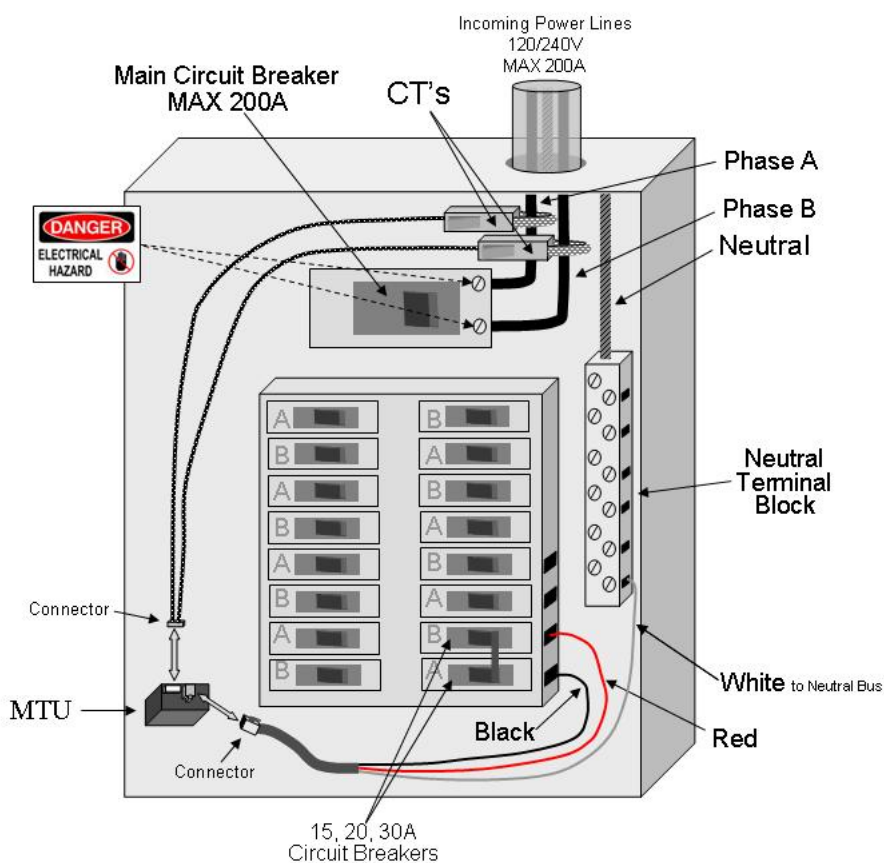 Incoming Power Lines
120/240V
MAX 200A
Main Circuit Breaker
MAX 200A
CT's
Phase A
Phase B
Neutral
DANGER
ELECTRICAL
HAZARD
A
B
B
A
A
B
B
A
A
B
B
A
A
B
B
A
Neutral
Terminal
Block
Connector
MTU
Connector
Black
Red
White to Neutral Bus
15, 20, 30A
Circuit Breakers